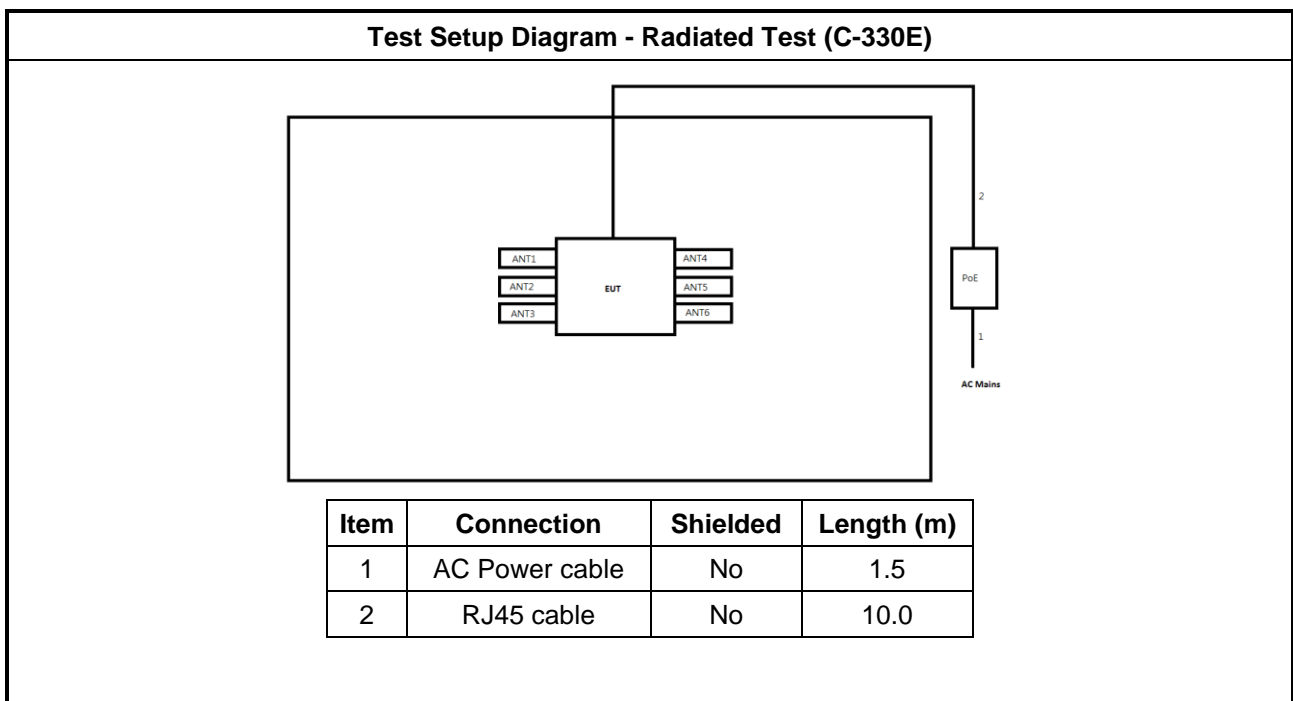 Test Setup Diagram - Radiated Test (C-330E)
2
ANT1 ANT4
ANT2 EUT ANT5
ANT3 ANT6
PoE
1
AC Mains
Item Connection Shielded Length (m)
1 AC Power cable No 1.5
2 RJ45 cable No 10.0